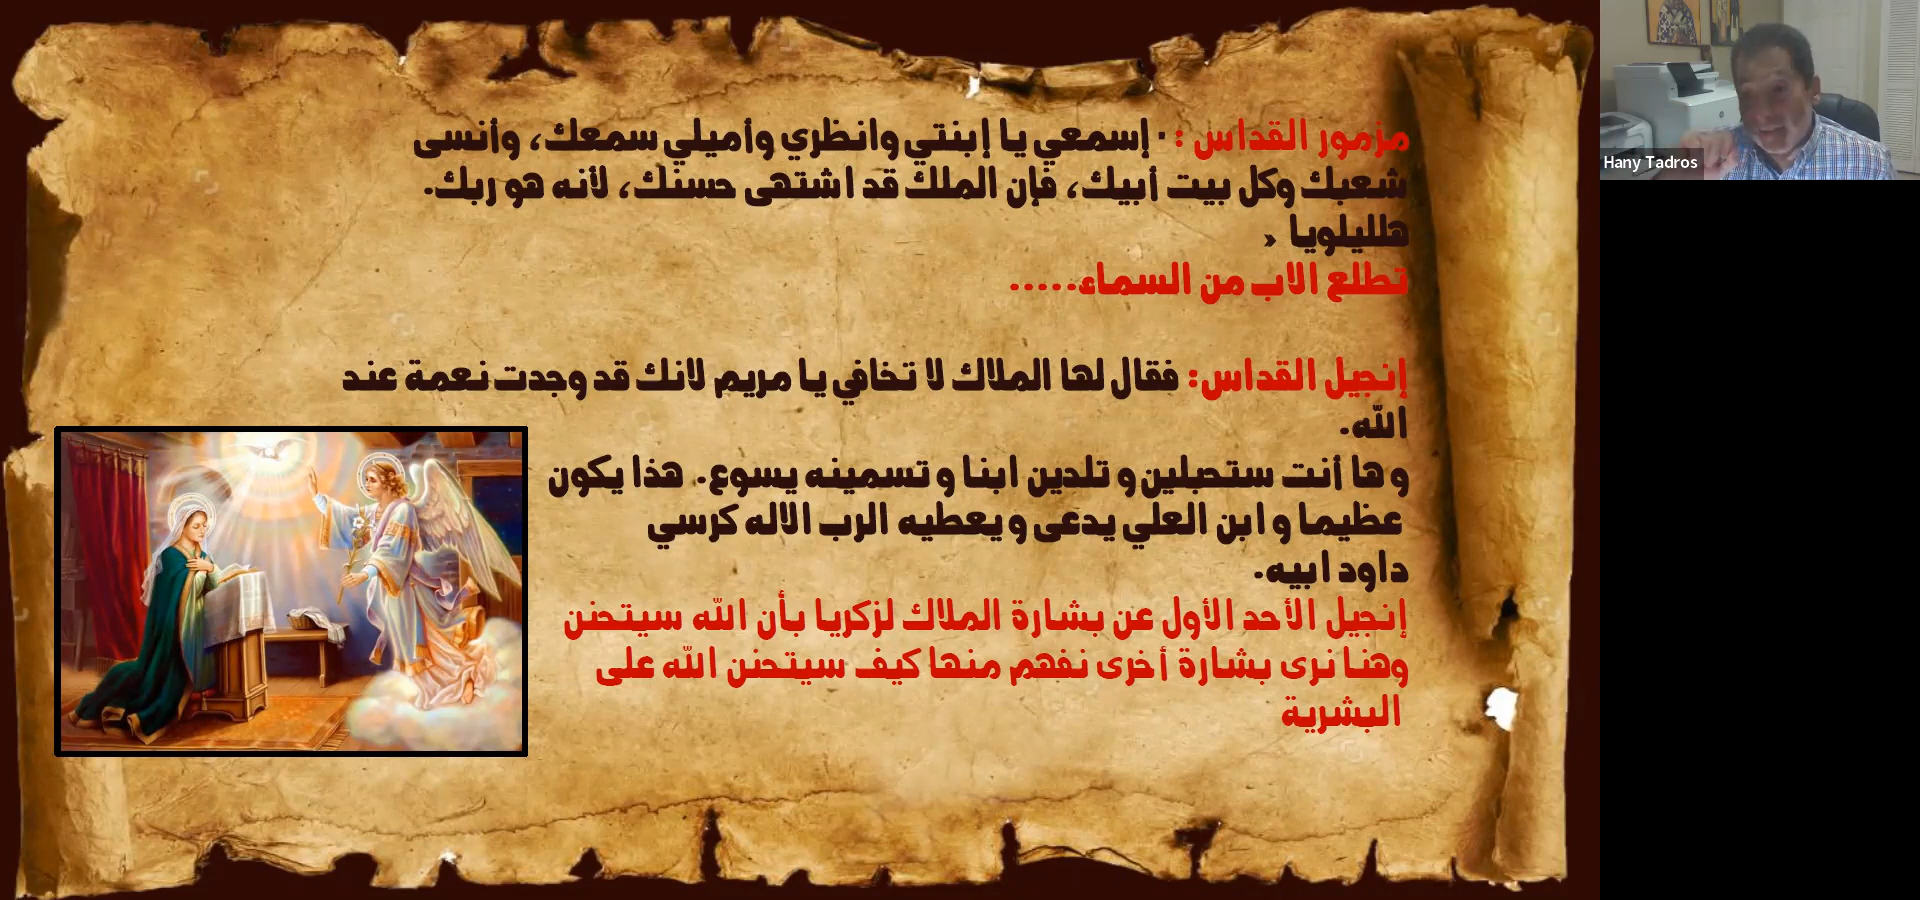 مزمور القداس : · إسمعي يا إبنتي وانظري وأميلي سمعك، وأنسى
شعبك وكل بيت أبيك، فإن الملك قد اشتهى حسنك، لأنه هو ربك.
هلليلويا »
تطلع الاب من السماء.....
إنجيل القداس: فقال لها الملاك لا تخافي يا مريم لانك قد وجدت نعمة عند
الله.
و ها أنت ستحبلين و تلدين ابنا و تسمينه يسوع. هذا يكون
عظيما و ابن العلي يدعى و يعطيه الرب الاله كرسي
داود ابيه.
إنجيل الأحد الأول عن بشارة الملاك لزكريا بأن الله سيتحنن
وهنا نرى بشارة أخرى نفهم منها كيف سيتحنن الله على
البشرية
Hany Tadros